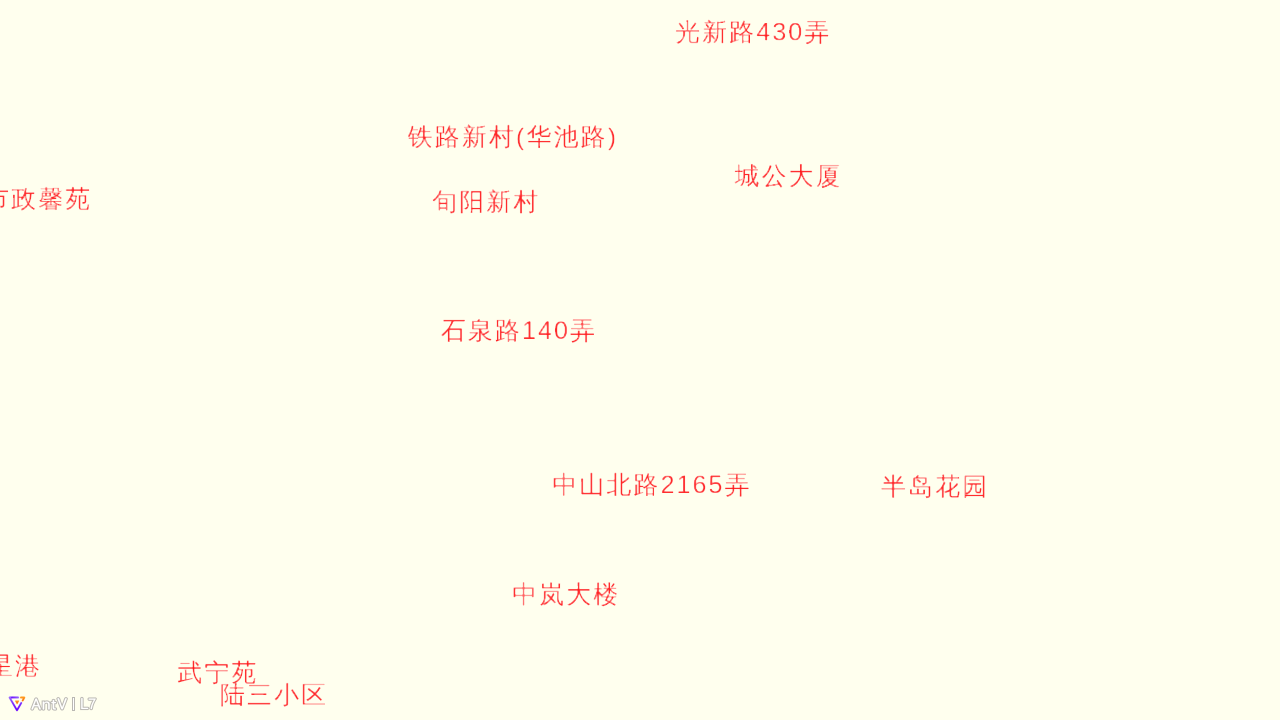 光新路430弄
铁路新村(华池路)
城公大厦
市政馨苑
旬阳新村
石泉路140弄
中山北路2165弄
半岛花园
中岚大楼
星港
武宁苑
陆三小区
AntV | L7